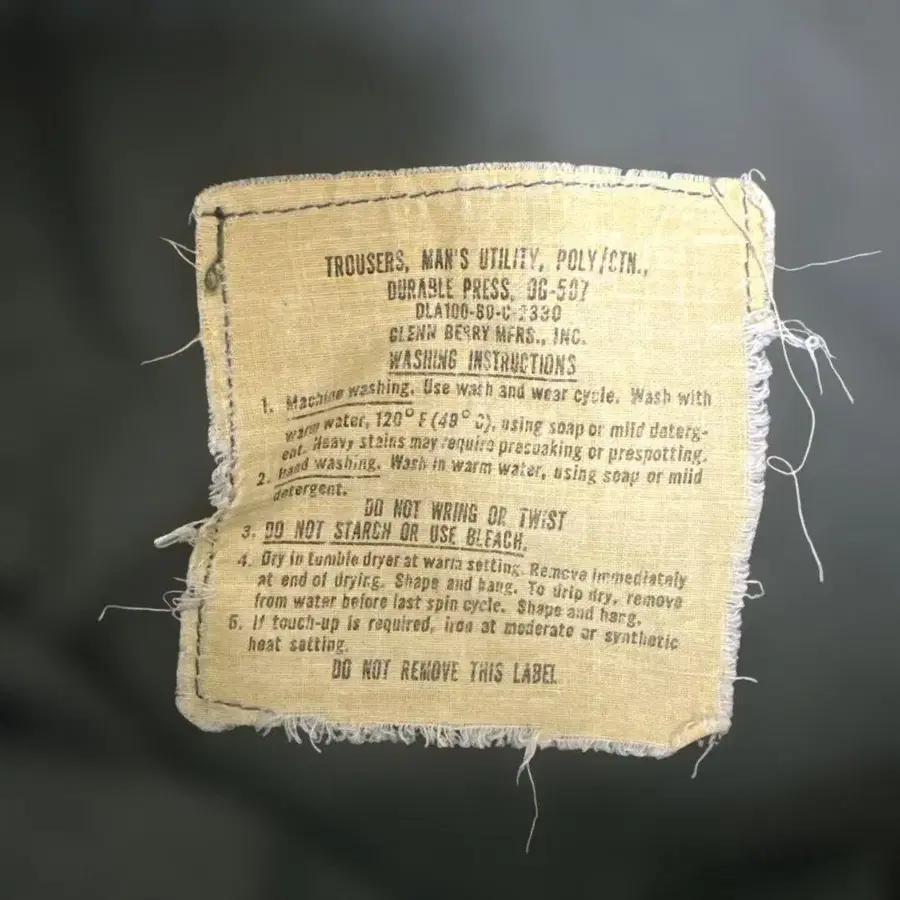 TROUSERS, MAN'S UTILITY, POLY/CTN.,
DURABLE PRESS, OG-507
DLA100-80-C-2330
GLENN BERRY MFRS., INC.
WASHING INSTRUCTIONS
1. Machine washing. Use wash and wear cycle. Wash with
warm water, 120° F (49° C), using soap or mild deterg-
ent. Heavy stains may require presoaking or prespotting.
2. Hand washing. Wash in warm water, using soap or mild
detergent.
DO NOT WRING OR TWIST
3. DO NOT STARCH OR USE BLEACH.
4. Dry in tumble dryer at warm setting. Remove immediately
at end of drying. Shape and hang. To drip dry, remove
from water before last spin cycle. Shape and hang.
5. If touch-up is required, iron at moderate or synthetic
heat setting.
DO NOT REMOVE THIS LABEL